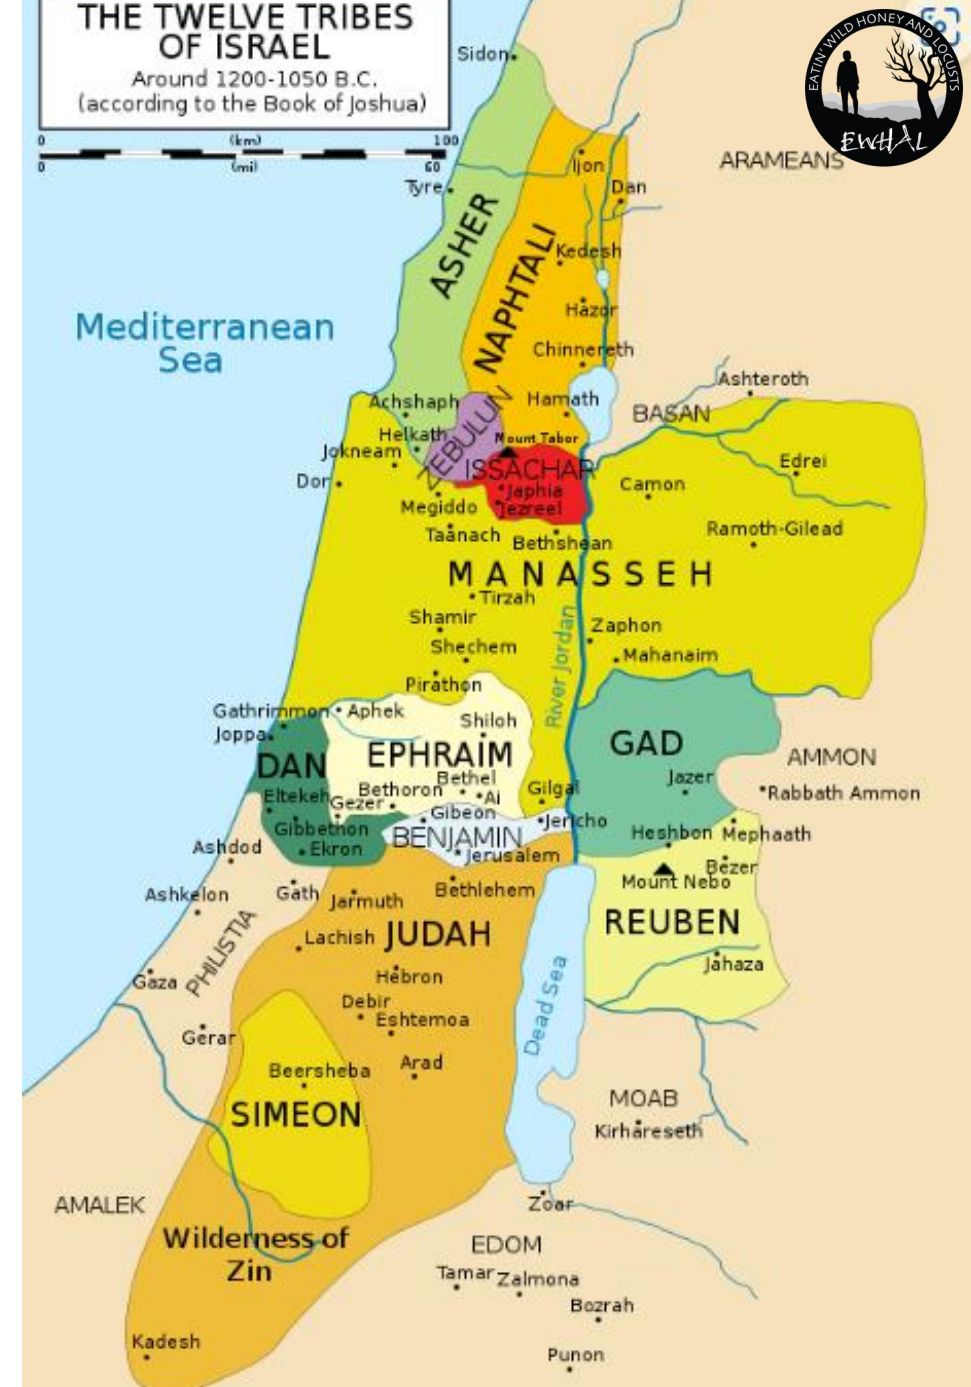 THE TWELVE TRIBES
OF ISRAEL
Around 1200-1050 B.C.
(according to the Book of Joshua)
0 (km) 100
0 (mi) 60
EATIN' WILD HONEY AND LOCUSTS
EWHAL
Sidon
ARAMEANS
Ijon
Tyre
Dan
ASHER
NAPHTALI
Kedesh
Hazor
Mediterranean
Sea
Chinnereth
Ashteroth
Achshaph
Hamath
BASAN
ZEBULUN
Helkath
Mount Tabor
Jokneam
ISSACHAR
Edrei
Dor
Japhia
Camon
Megiddo
Jezreel
Taanach
Ramoth-Gilead
Bethshean
MANASSEH
Tirzah
Shamir
Zaphon
Shechem
Mahanaim
River Jordan
Pirathon
Gathrimmon
Aphek
Joppa
Shiloh
EPHRAIM
GAD
DAN
AMMON
Bethel
Jazer
Eltekeh
Bethoron
Ai
Gilgal
Rabbath Ammon
Gezer
Gibeon
Jericho
Gibbethon
BENJAMIN
Heshbon
Mephaath
Ashdod
Ekron
Jerusalem
Bezer
Mount Nebo
Ashkelon
Gath
Jarmuth
Bethlehem
REUBEN
PHILISTIA
Lachish
JUDAH
Jahaza
Gaza
Hebron
Dead Sea
Debir
Eshtemoa
Gerar
Beersheba
Arad
SIMEON
MOAB
Kirhareseth
AMALEK
Zoar
Wilderness of
Zin
EDOM
Tamar
Zalmona
Bozrah
Kadesh
Punon